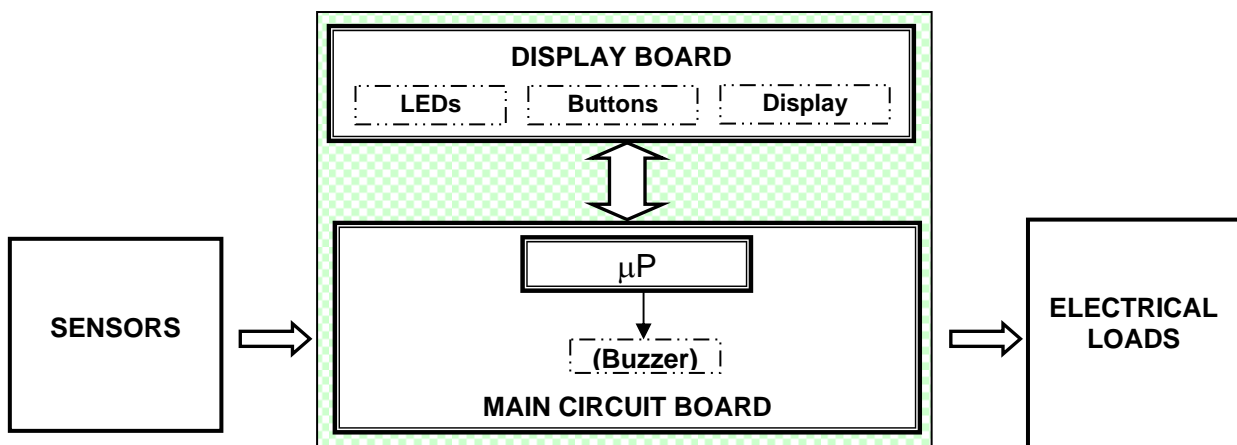 DISPLAY BOARD
LEDs
Buttons
Display
μP
SENSORS
(Buzzer)
MAIN CIRCUIT BOARD
ELECTRICAL
LOADS